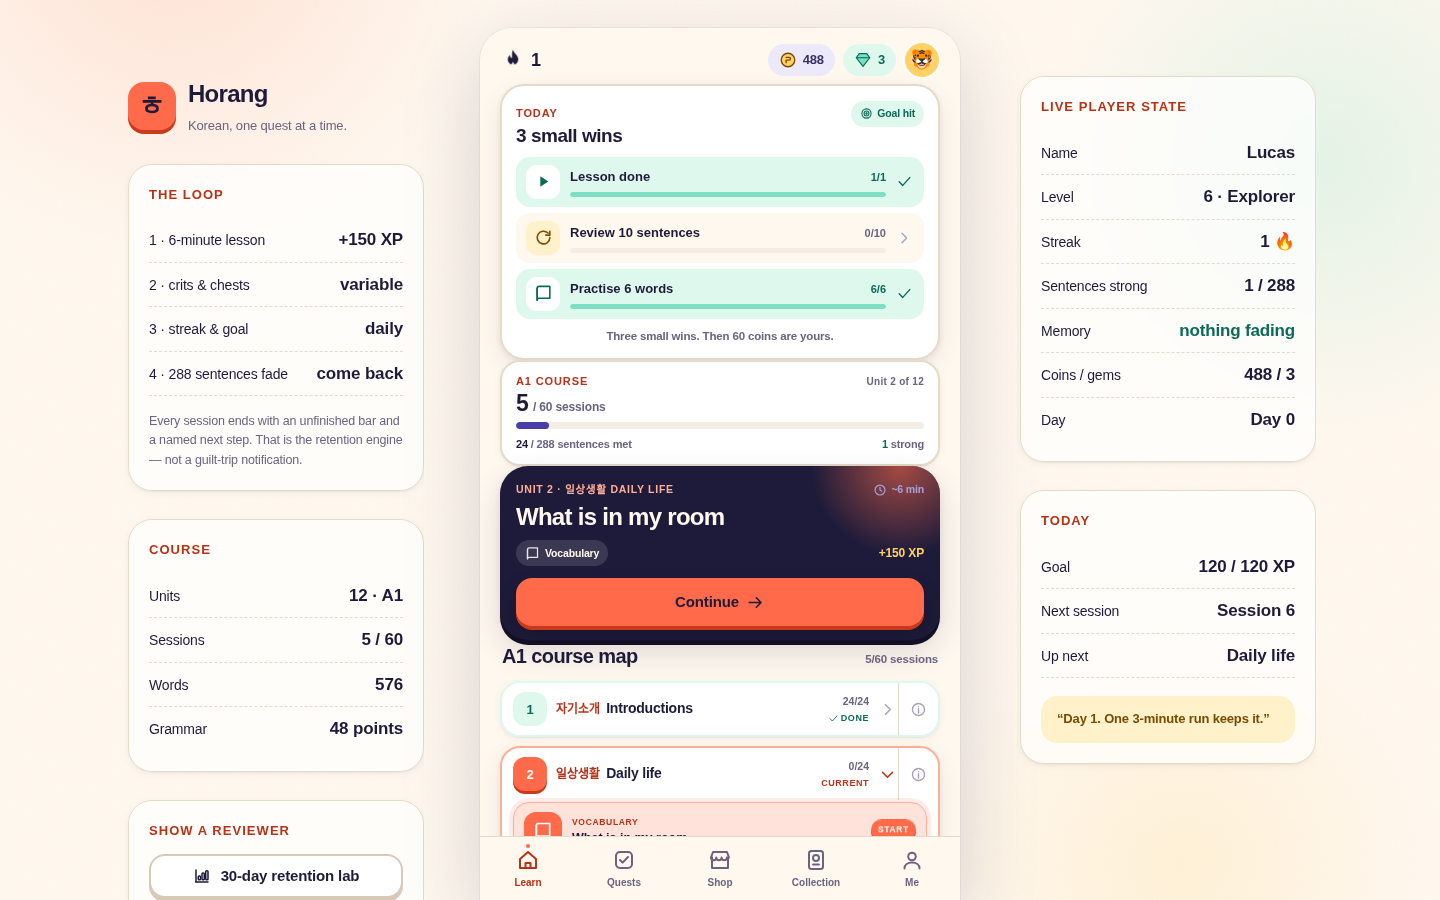 ㅎ
Horang
Korean, one quest at a time.
THE LOOP
1 · 6-minute lesson +150 XP
2 · crits & chests variable
3 · streak & goal daily
4 · 288 sentences fade come back
Every session ends with an unfinished bar and
a named next step. That is the retention engine
— not a guilt-trip notification.
COURSE
Units 12 · A1
Sessions 5 / 60
Words 576
Grammar 48 points
SHOW A REVIEWER
30-day retention lab
1 488 3
TODAY Goal hit
3 small wins
Lesson done 1/1
Review 10 sentences 0/10
Practise 6 words 6/6
Three small wins. Then 60 coins are yours.
A1 COURSE Unit 2 of 12
5 / 60 sessions
24 / 288 sentences met 1 strong
UNIT 2 · 일상생활 DAILY LIFE ~6 min
What is in my room
Vocabulary +150 XP
Continue
A1 course map 5/60 sessions
1 자기소개 Introductions 24/24
DONE
2 일상생활 Daily life 0/24
CURRENT
VOCABULARY
What is in my room
START
Learn Quests Shop Collection Me
LIVE PLAYER STATE
Name Lucas
Level 6 · Explorer
Streak 1 🔥
Sentences strong 1 / 288
Memory nothing fading
Coins / gems 488 / 3
Day Day 0
TODAY
Goal 120 / 120 XP
Next session Session 6
Up next Daily life
“Day 1. One 3-minute run keeps it.”